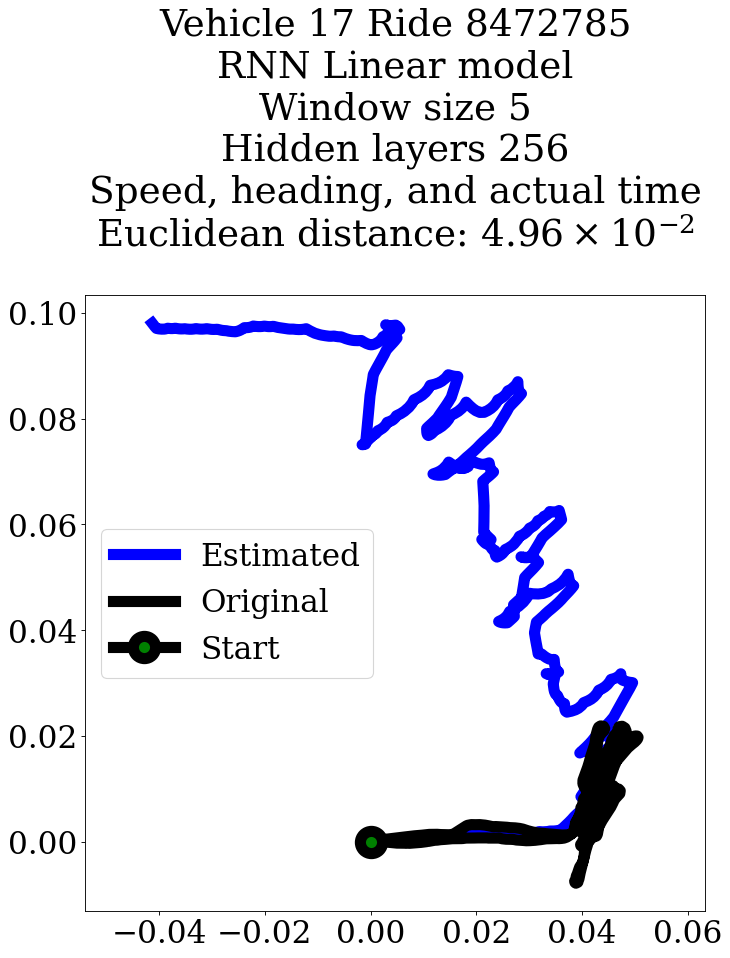 Vehicle 17 Ride 8472785
RNN Linear model
Window size 5
Hidden layers 256
Speed, heading, and actual time
Euclidean distance: 4.96 × 10⁻²
0.10
0.08
0.06
0.04
0.02
0.00
Estimated
Original
Start
−0.04 −0.02 0.00 0.02 0.04 0.06